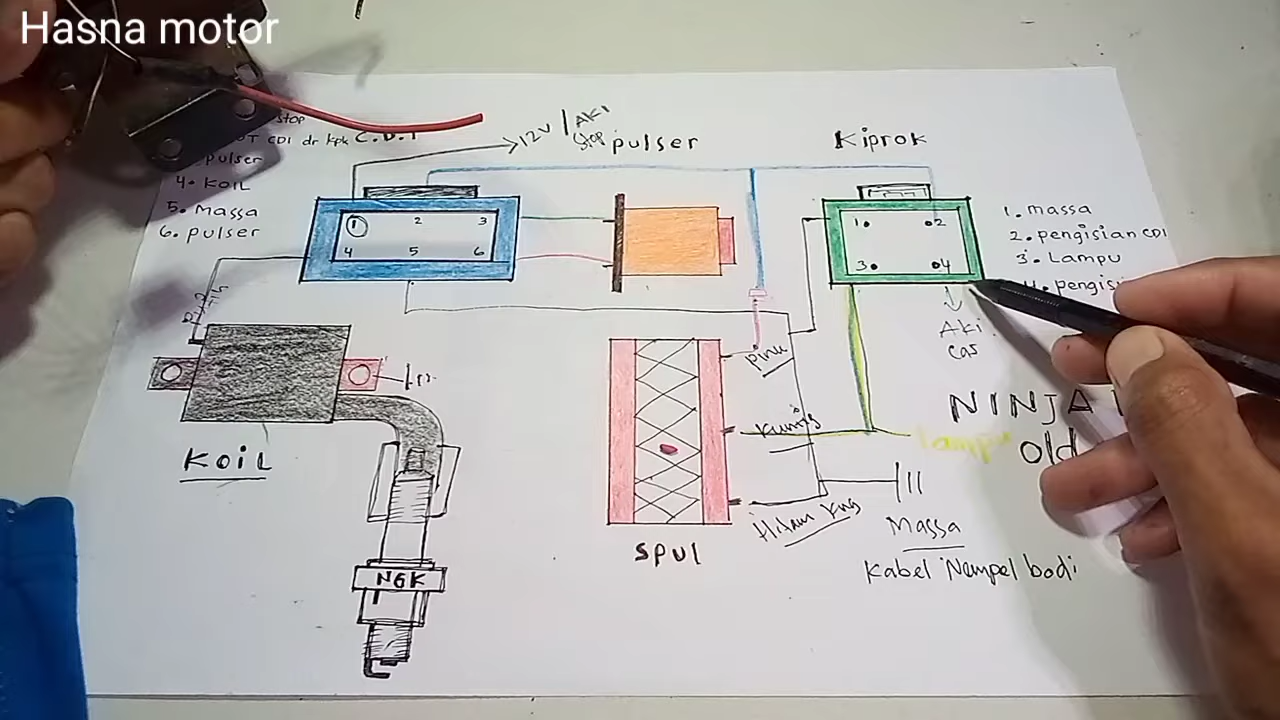 Hasna motor
stop
CDI dr kpk C.D.I
pulser
4. KOIL
5. Massa
6. pulser
12V / AKI
stop
pulser
Kiprok
1 2 3
4 5 6
1. .2
3. .4
1. massa
2. pengisian CDI
3. Lampu
4. pengisi
Aki
cas
NINJA
Old
KOIL
NGK
Pink
Kuning
lampu
Hitam Kng
Massa
Kabel Nempel bodi
spul